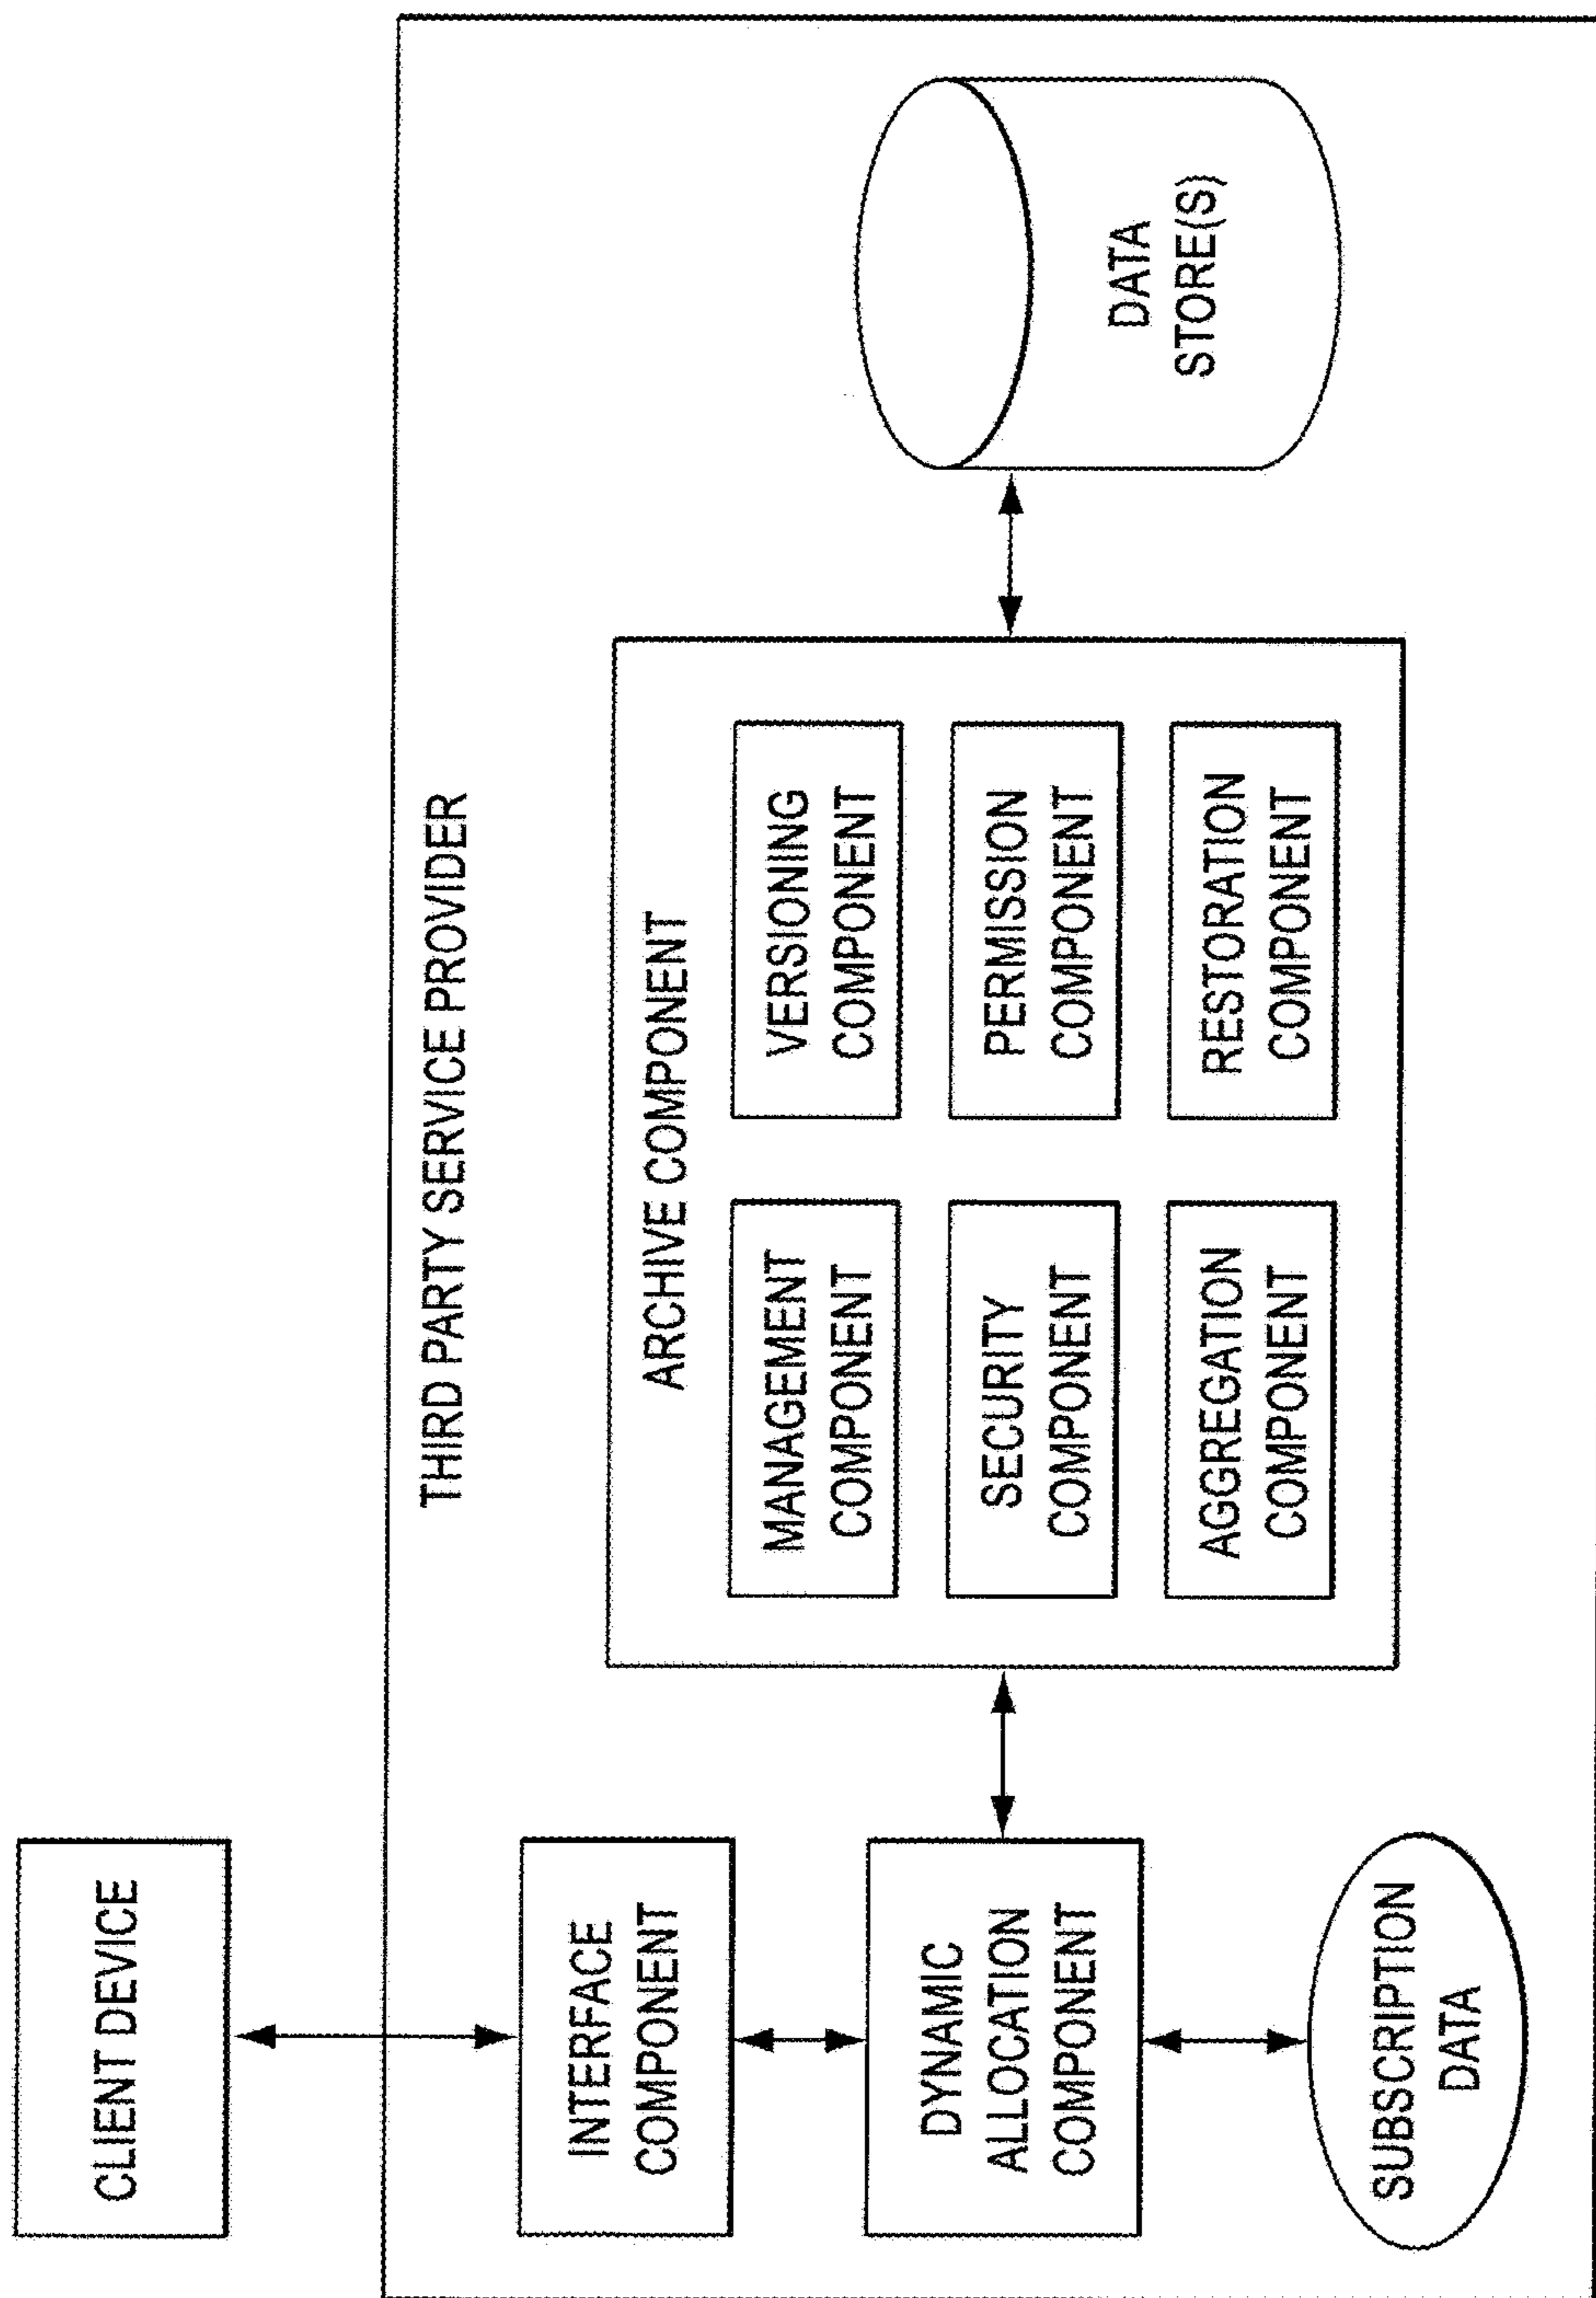 CLIENT DEVICE
THIRD PARTY SERVICE PROVIDER
INTERFACE
COMPONENT
DYNAMIC
ALLOCATION
COMPONENT
SUBSCRIPTION
DATA
ARCHIVE COMPONENT
MANAGEMENT
COMPONENT
VERSIONING
COMPONENT
SECURITY
COMPONENT
PERMISSION
COMPONENT
AGGREGATION
COMPONENT
RESTORATION
COMPONENT
DATA
STORE(S)